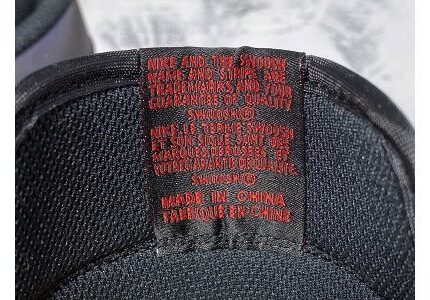 NIKE AND THE SWOOSH
NAME AND STRIPE ARE
TRADEMARKS AND YOUR
GUARANTEE OF QUALITY
SWOOSH®
NIKE LE TERME SWOOSH
ET SON SIGLE SONT DES
MARQUES DEPOSEES ET
VOTRE GARANTIE DE QUALITE.
SWOOSH®
MADE IN CHINA
FABRIQUE EN CHINE